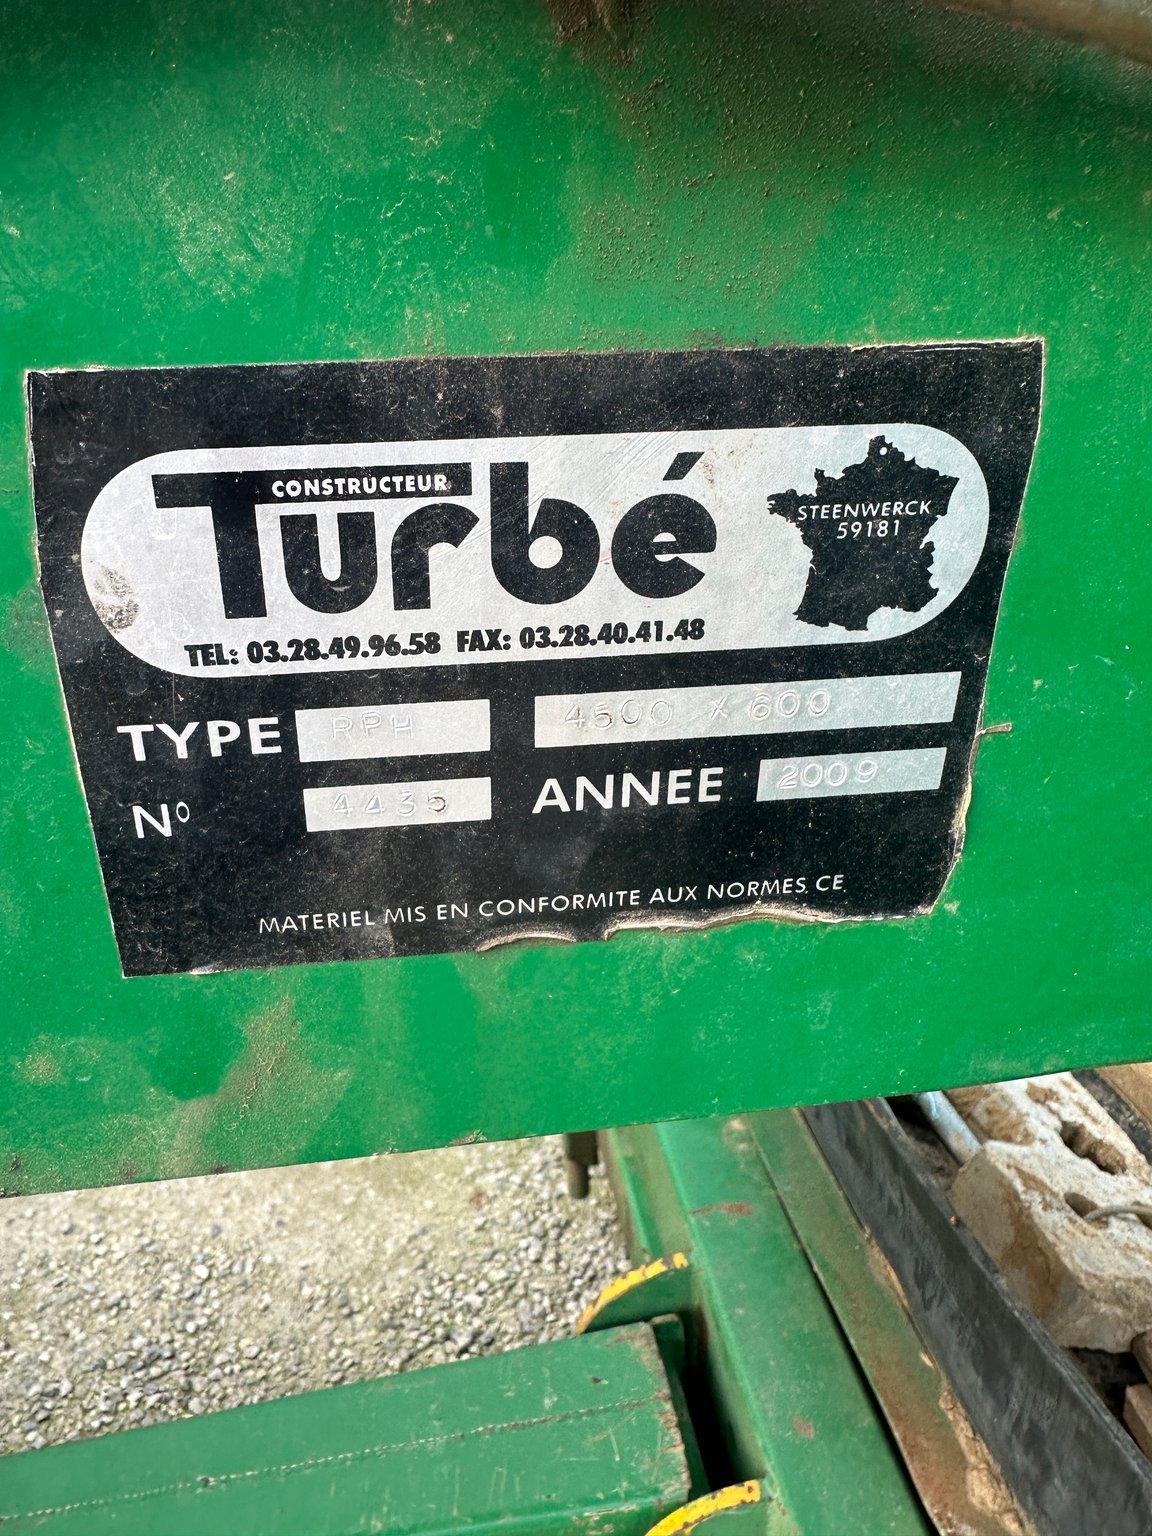 CONSTRUCTEUR
Turbé
STEENWERCK
59181
TEL: 03.28.49.96.58 FAX: 03.28.40.41.48
TYPE RPH 4500 X 600
Nº 4435 ANNEE 2009
MATERIEL MIS EN CONFORMITE AUX NORMES CE.